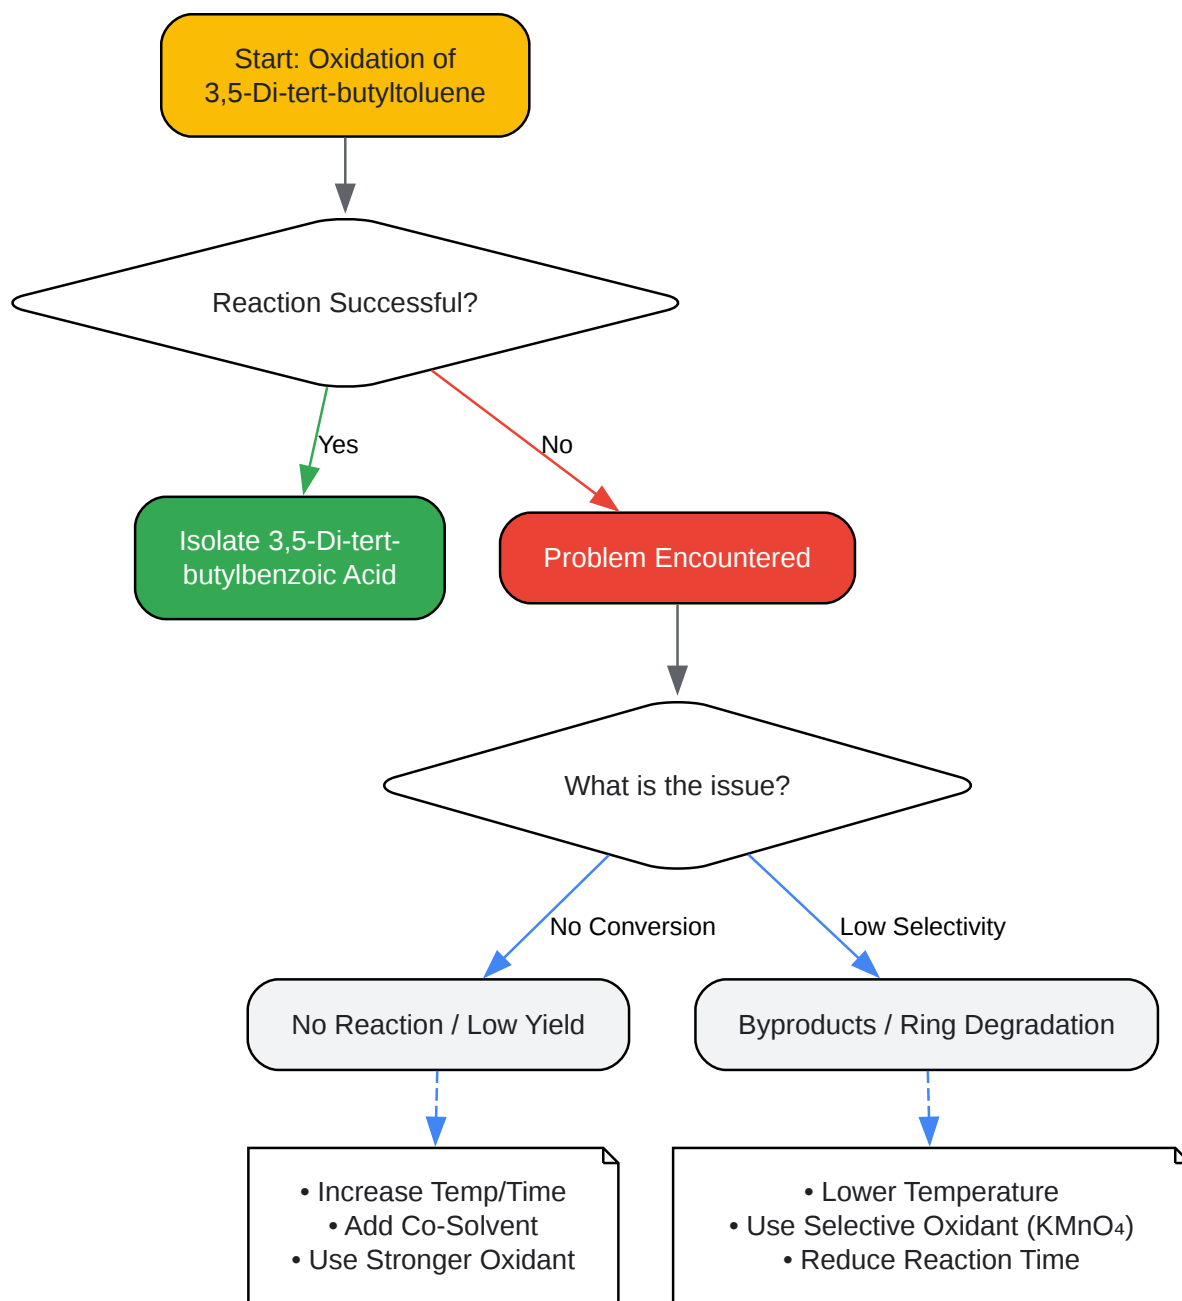 Start: Oxidation of
3,5-Di-tert-butyltoluene
Reaction Successful?
Yes
No
Isolate 3,5-Di-tert-
butylbenzoic Acid
Problem Encountered
What is the issue?
No Conversion
Low Selectivity
No Reaction / Low Yield
Byproducts / Ring Degradation
• Increase Temp/Time
• Add Co-Solvent
• Use Stronger Oxidant
• Lower Temperature
• Use Selective Oxidant (KMnO₄)
• Reduce Reaction Time